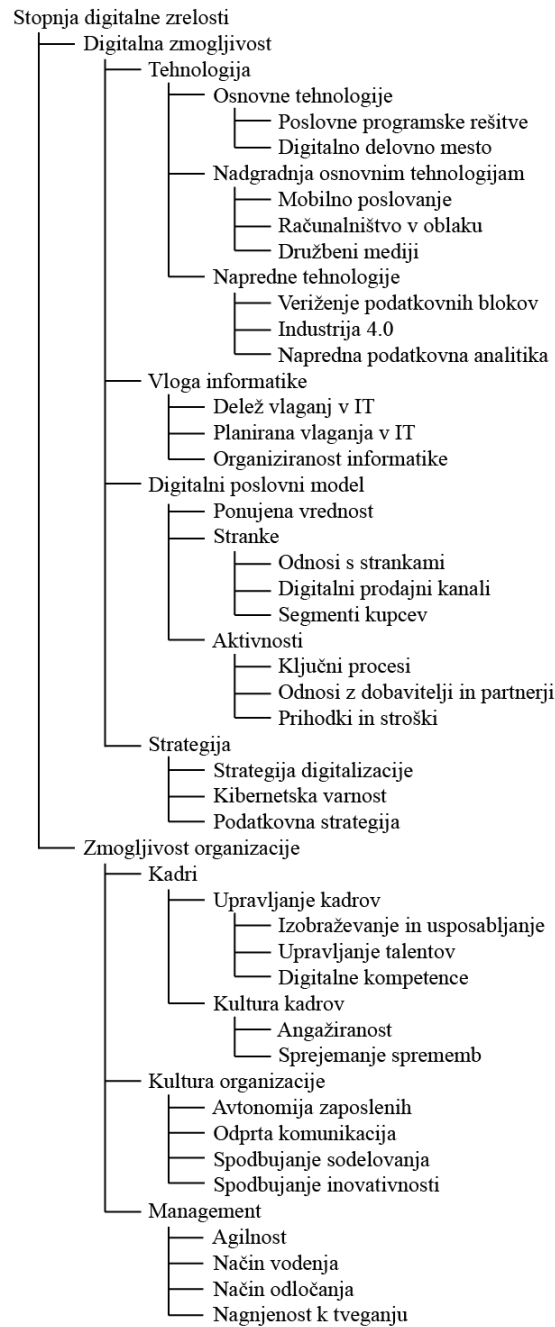 Stopnja digitalne zrelosti
Digitalna zmogljivost
Tehnologija
Osnovne tehnologije
Poslovne programske rešitve
Digitalno delovno mesto
Nadgradnja osnovnim tehnologijam
Mobilno poslovanje
Računalništvo v oblaku
Družbeni mediji
Napredne tehnologije
Veriženje podatkovnih blokov
Industrija 4.0
Napredna podatkovna analitika
Vloga informatike
Delež vlaganj v IT
Planirana vlaganja v IT
Organiziranost informatike
Digitalni poslovni model
Ponujena vrednost
Stranke
Odnosi s strankami
Digitalni prodajni kanali
Segmenti kupcev
Aktivnosti
Ključni procesi
Odnosi z dobavitelji in partnerji
Prihodki in stroški
Strategija
Strategija digitalizacije
Kibernetska varnost
Podatkovna strategija
Zmogljivost organizacije
Kadri
Upravljanje kadrov
Izobraževanje in usposabljanje
Upravljanje talentov
Digitalne kompetence
Kultura kadrov
Angažiranost
Sprejemanje sprememb
Kultura organizacije
Avtonomija zaposlenih
Odprta komunikacija
Spodbujanje sodelovanja
Spodbujanje inovativnosti
Management
Agilnost
Način vodenja
Način odločanja
Nagnjenost k tveganju